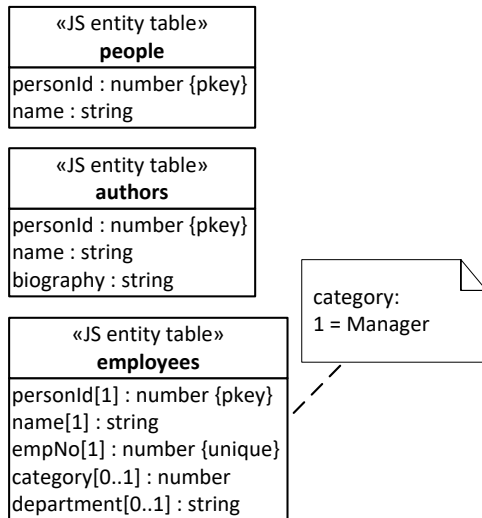 «JS entity table»
people
personId : number {pkey}
name : string
«JS entity table»
authors
personId : number {pkey}
name : string
biography : string
«JS entity table»
employees
personId[1] : number {pkey}
name[1] : string
empNo[1] : number {unique}
category[0..1] : number
department[0..1] : string
category:
1 = Manager